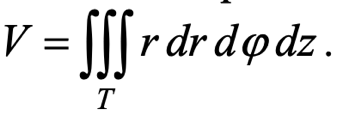 V = ∭_T r dr dφ dz .